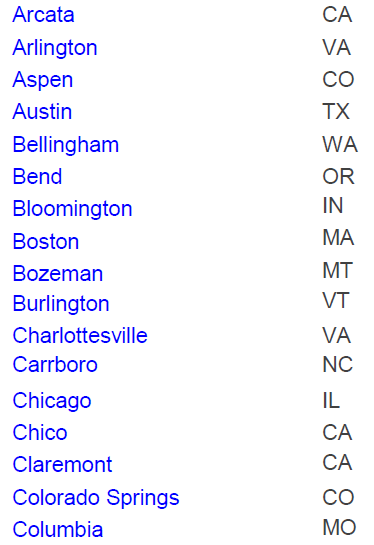 Arcata CA
Arlington VA
Aspen CO
Austin TX
Bellingham WA
Bend OR
Bloomington IN
Boston MA
Bozeman MT
Burlington VT
Charlottesville VA
Carrboro NC
Chicago IL
Chico CA
Claremont CA
Colorado Springs CO
Columbia MO